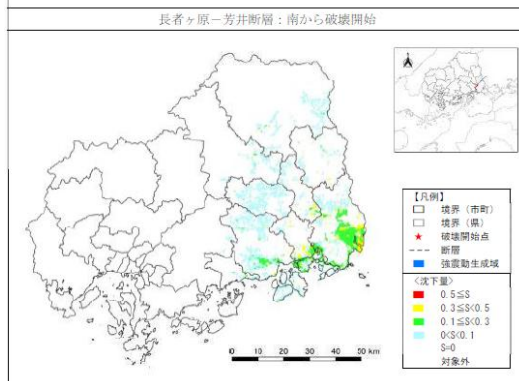 長者ヶ原－芳井断層：南から破壊開始
【凡例】
境界（市町）
境界（県）
破壊開始点
断層
強震動生成域
<沈下量>
0.5≦S
0.3≦S<0.5
0.1≦S<0.3
0<S<0.1
S=0
対象外
0 10 20 30 40 50 km